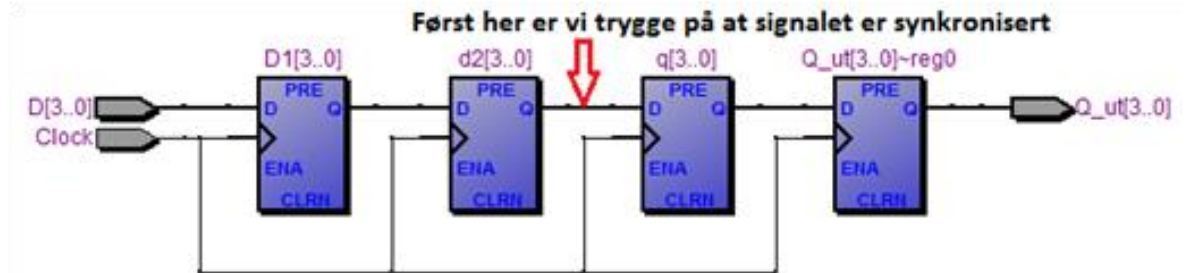 Først her er vi trygge på at signalet er synkronisert
D1[3..0] d2[3..0] q[3..0] Q_ut[3..0]~reg0
PRE PRE PRE PRE
D[3..0] D Q D Q D Q D Q Q_ut[3..0]
Clock
ENA ENA ENA ENA
CLRN CLRN CLRN CLRN